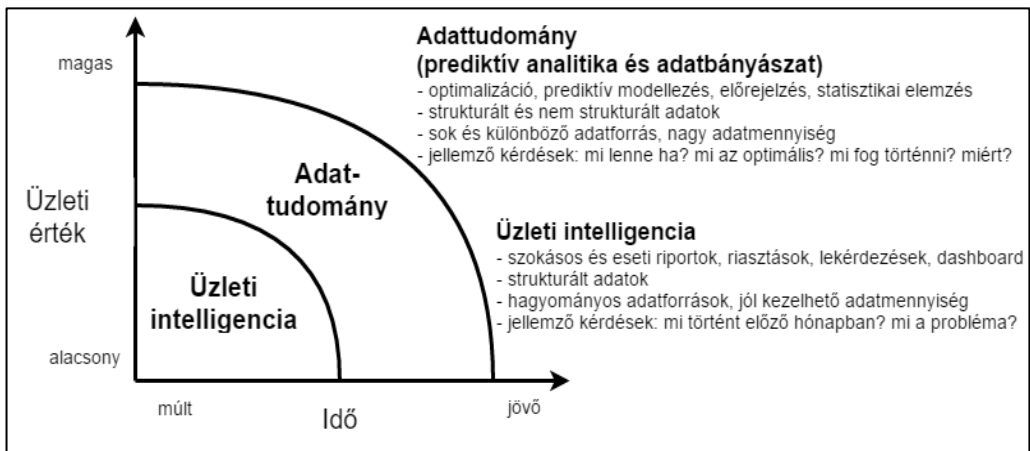 Adattudomány
(prediktív analitika és adatbányászat)
- optimalizáció, prediktív modellezés, előrejelzés, statisztikai elemzés
- strukturált és nem strukturált adatok
- sok és különböző adatforrás, nagy adatmennyiség
- jellemző kérdések: mi lenne ha? mi az optimális? mi fog történni? miért?
magas
Üzleti
érték
alacsony
Adat-
tudomány
Üzleti
intelligencia
Üzleti intelligencia
- szokásos és eseti riportok, riasztások, lekérdezések, dashboard
- strukturált adatok
- hagyományos adatforrások, jól kezelhető adatmennyiség
- jellemző kérdések: mi történt előző hónapban? mi a probléma?
múlt
Idő
jövő